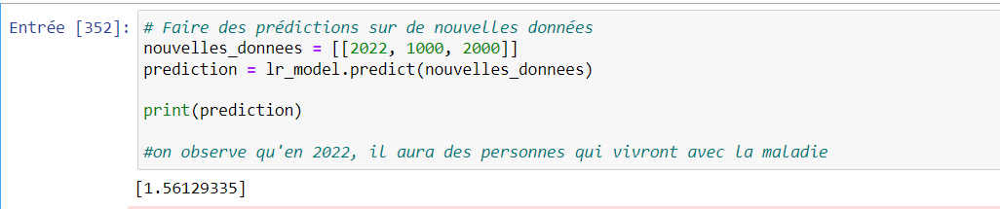 Entrée [352]: # Faire des prédictions sur de nouvelles données
nouvelles_donnees = [[2022, 1000, 2000]]
prediction = lr_model.predict(nouvelles_donnees)
print(prediction)
#on observe qu'en 2022, il aura des personnes qui vivront avec la maladie
[1.56129335]